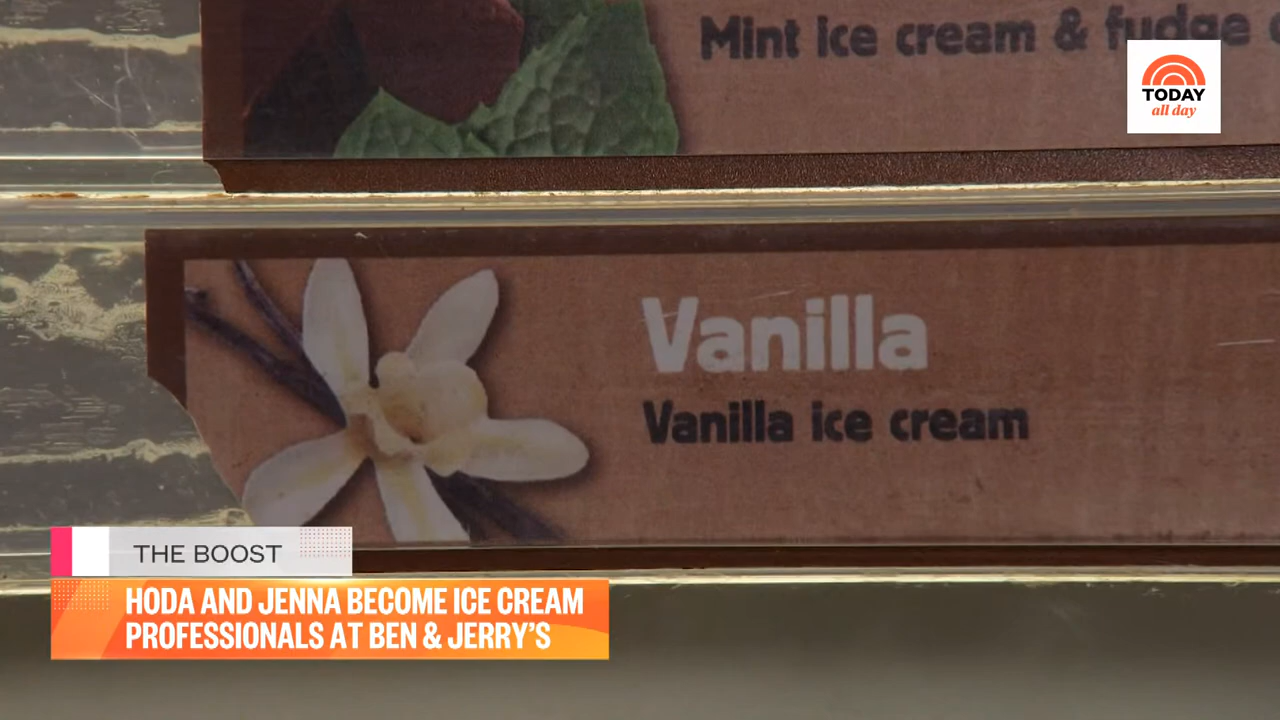 Mint ice cream & fudge
TODAY
all day
Vanilla
Vanilla ice cream
THE BOOST
HODA AND JENNA BECOME ICE CREAM
PROFESSIONALS AT BEN & JERRY'S